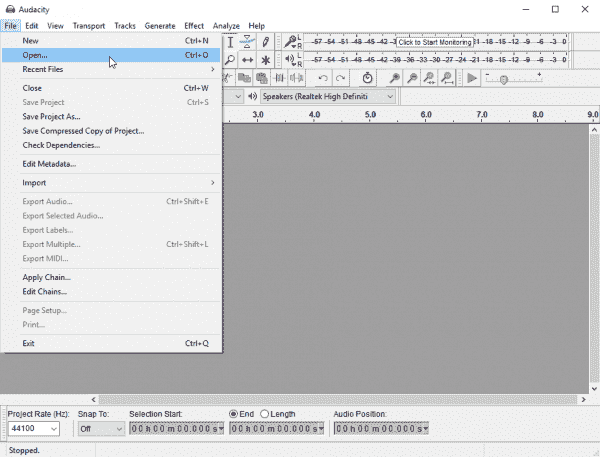 Audacity
File Edit View Transport Tracks Generate Effect Analyze Help
New Ctrl+N
Open... Ctrl+O
Recent Files
Close Ctrl+W
Save Project Ctrl+S
Save Project As...
Save Compressed Copy of Project...
Check Dependencies...
Edit Metadata...
Import
Export Audio... Ctrl+Shift+E
Export Selected Audio...
Export Labels...
Export Multiple... Ctrl+Shift+L
Export MIDI...
Apply Chain...
Edit Chains...
Page Setup...
Print...
Exit Ctrl+Q
L R -57 -54 -51 -48 -45 -42 Click to Start Monitoring -21 -18 -15 -12 -9 -6 -3 0
L R -57 -54 -51 -48 -45 -42 -39 -36 -33 -30 -27 -24 -21 -18 -15 -12 -9 -6 -3 0
Speakers (Realtek High Definiti
3.0 4.0 5.0 6.0 7.0 8.0 9.0
Project Rate (Hz): Snap To: Selection Start: End Length Audio Position:
44100 Off 00 h 00 m 00.000 s 00 h 00 m 00.000 s 00 h 00 m 00.000 s
Stopped.